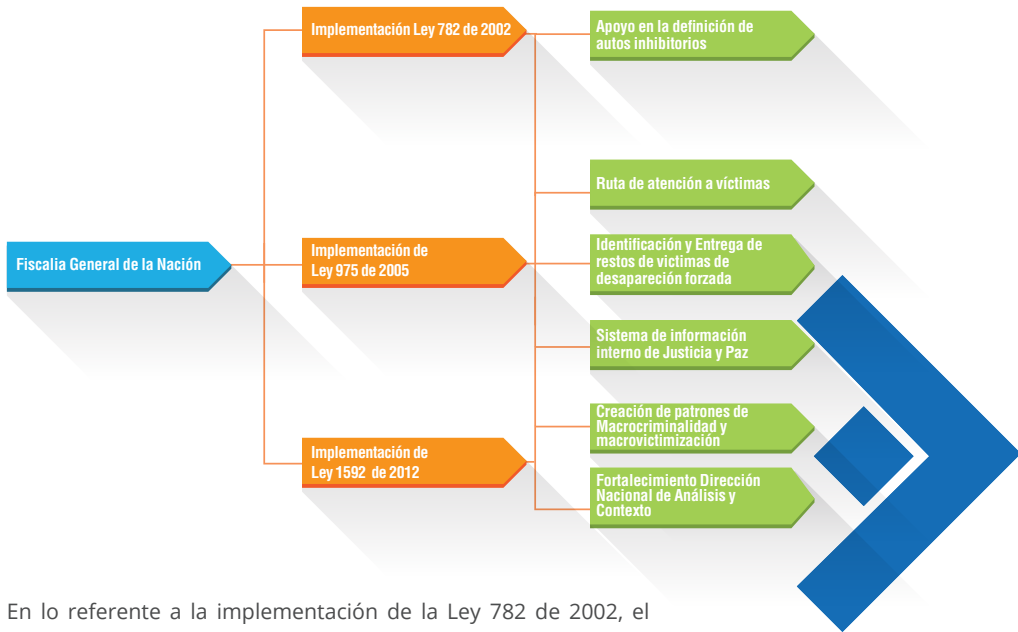 Implementación Ley 782 de 2002
Apoyo en la definición de
autos inhibitorios
Ruta de atención a víctimas
Fiscalia General de la Nación
Implementación de
Ley 975 de 2005
Identificación y Entrega de
restos de victimas de
desapareción forzada
Sistema de información
interno de Justicia y Paz
Creación de patrones de
Macrocriminalidad y
macrovictimización
Implementación de
Ley 1592 de 2012
Fortalecimiento Dirección
Nacional de Análisis y
Contexto
En lo referente a la implementación de la Ley 782 de 2002, el